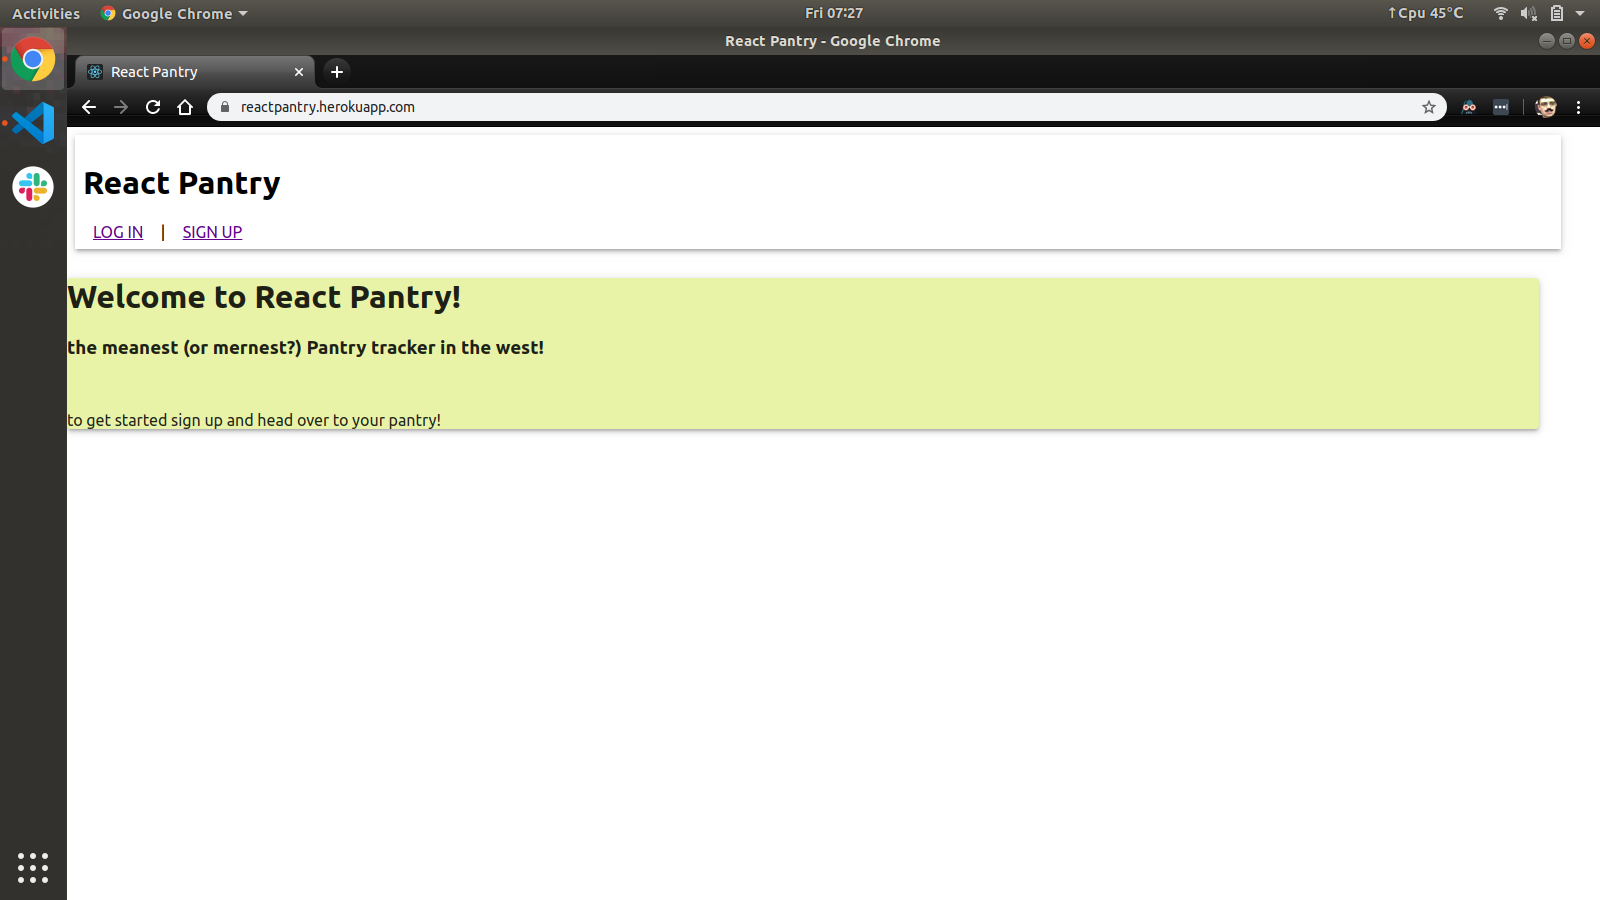 Activities Google Chrome Fri 07:27 ↑Cpu 45°C
React Pantry - Google Chrome
React Pantry
reactpantry.herokuapp.com
React Pantry
LOG IN | SIGN UP
Welcome to React Pantry!
the meanest (or mernest?) Pantry tracker in the west!
to get started sign up and head over to your pantry!